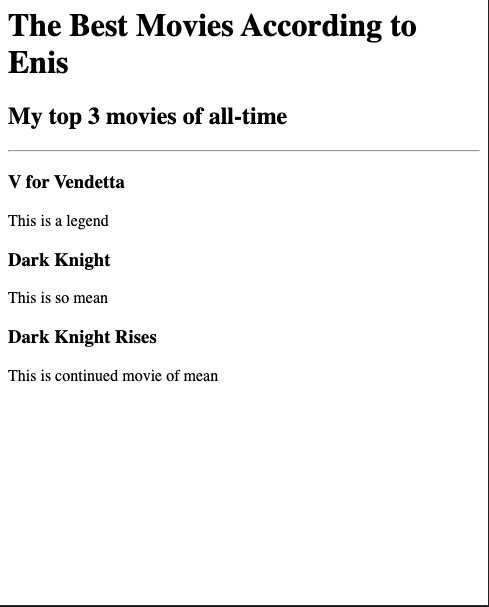 The Best Movies According to
Enis
My top 3 movies of all-time
V for Vendetta
This is a legend
Dark Knight
This is so mean
Dark Knight Rises
This is continued movie of mean